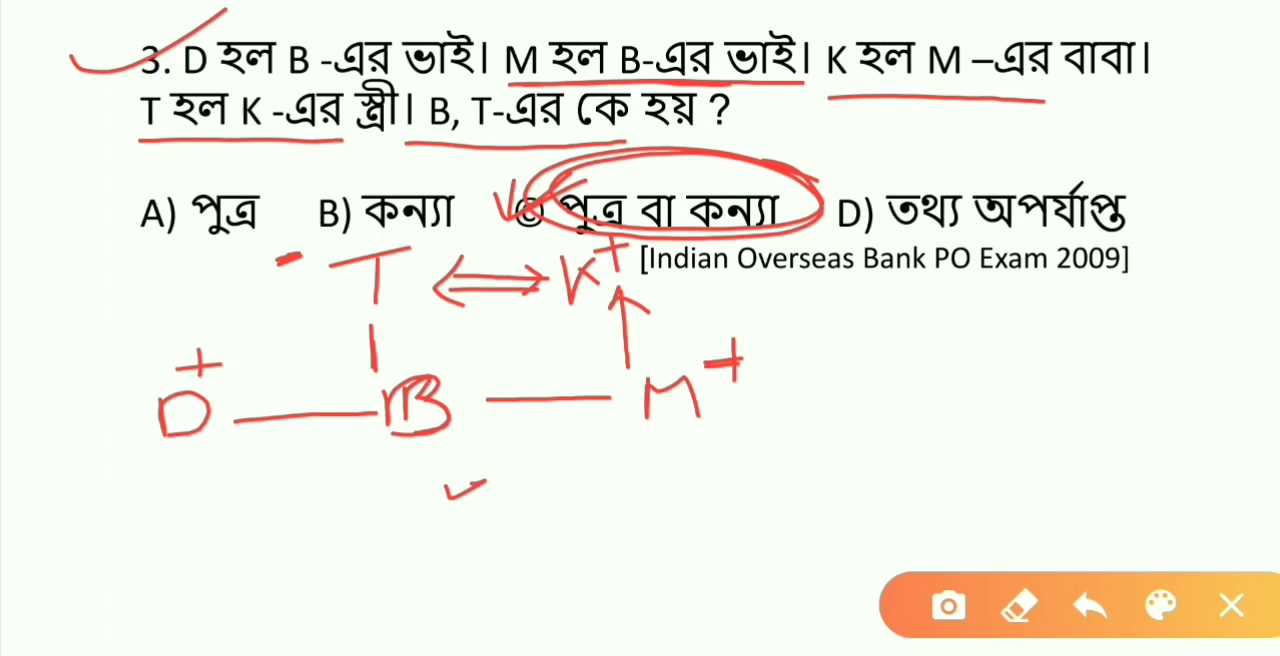 3. D হল B -এর ভাই। M হল B-এর ভাই। K হল M –এর বাবা।
T হল K -এর স্ত্রী। B, T-এর কে হয় ?
A) পুত্র B) কন্যা C) পুত্র বা কন্যা D) তথ্য অপর্যাপ্ত
[Indian Overseas Bank PO Exam 2009]
- T ⟺ K +
+
D — B — M +